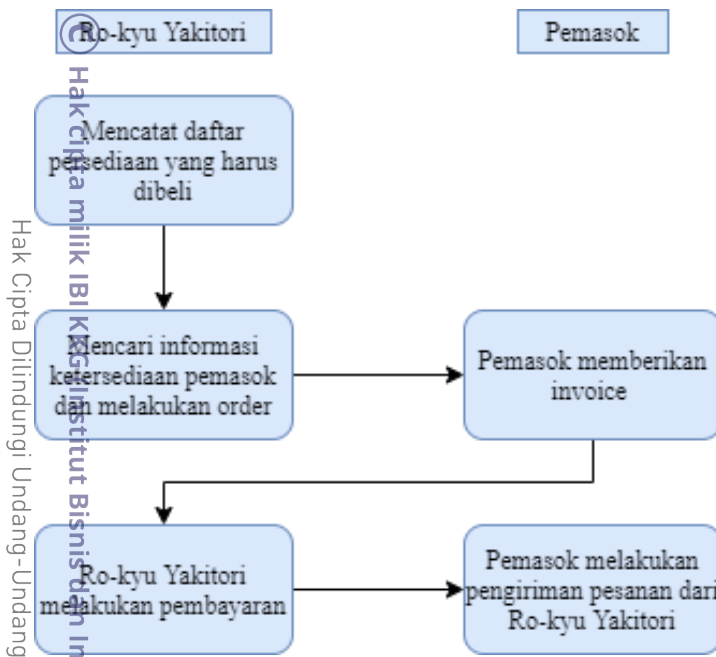 Ro-kyu Yakitori
Pemasok
Mencatat daftar
persediaan yang harus
dibeli
Mencari informasi
ketersediaan pemasok
dan melakukan order
Pemasok memberikan
invoice
Ro-kyu Yakitori
melakukan pembayaran
Pemasok melakukan
pengiriman pesanan dari
Ro-kyu Yakitori
© Hak cipta milik IBI KKG (Institut Bisnis dan In
Hak Cipta Dilindungi Undang-Undang